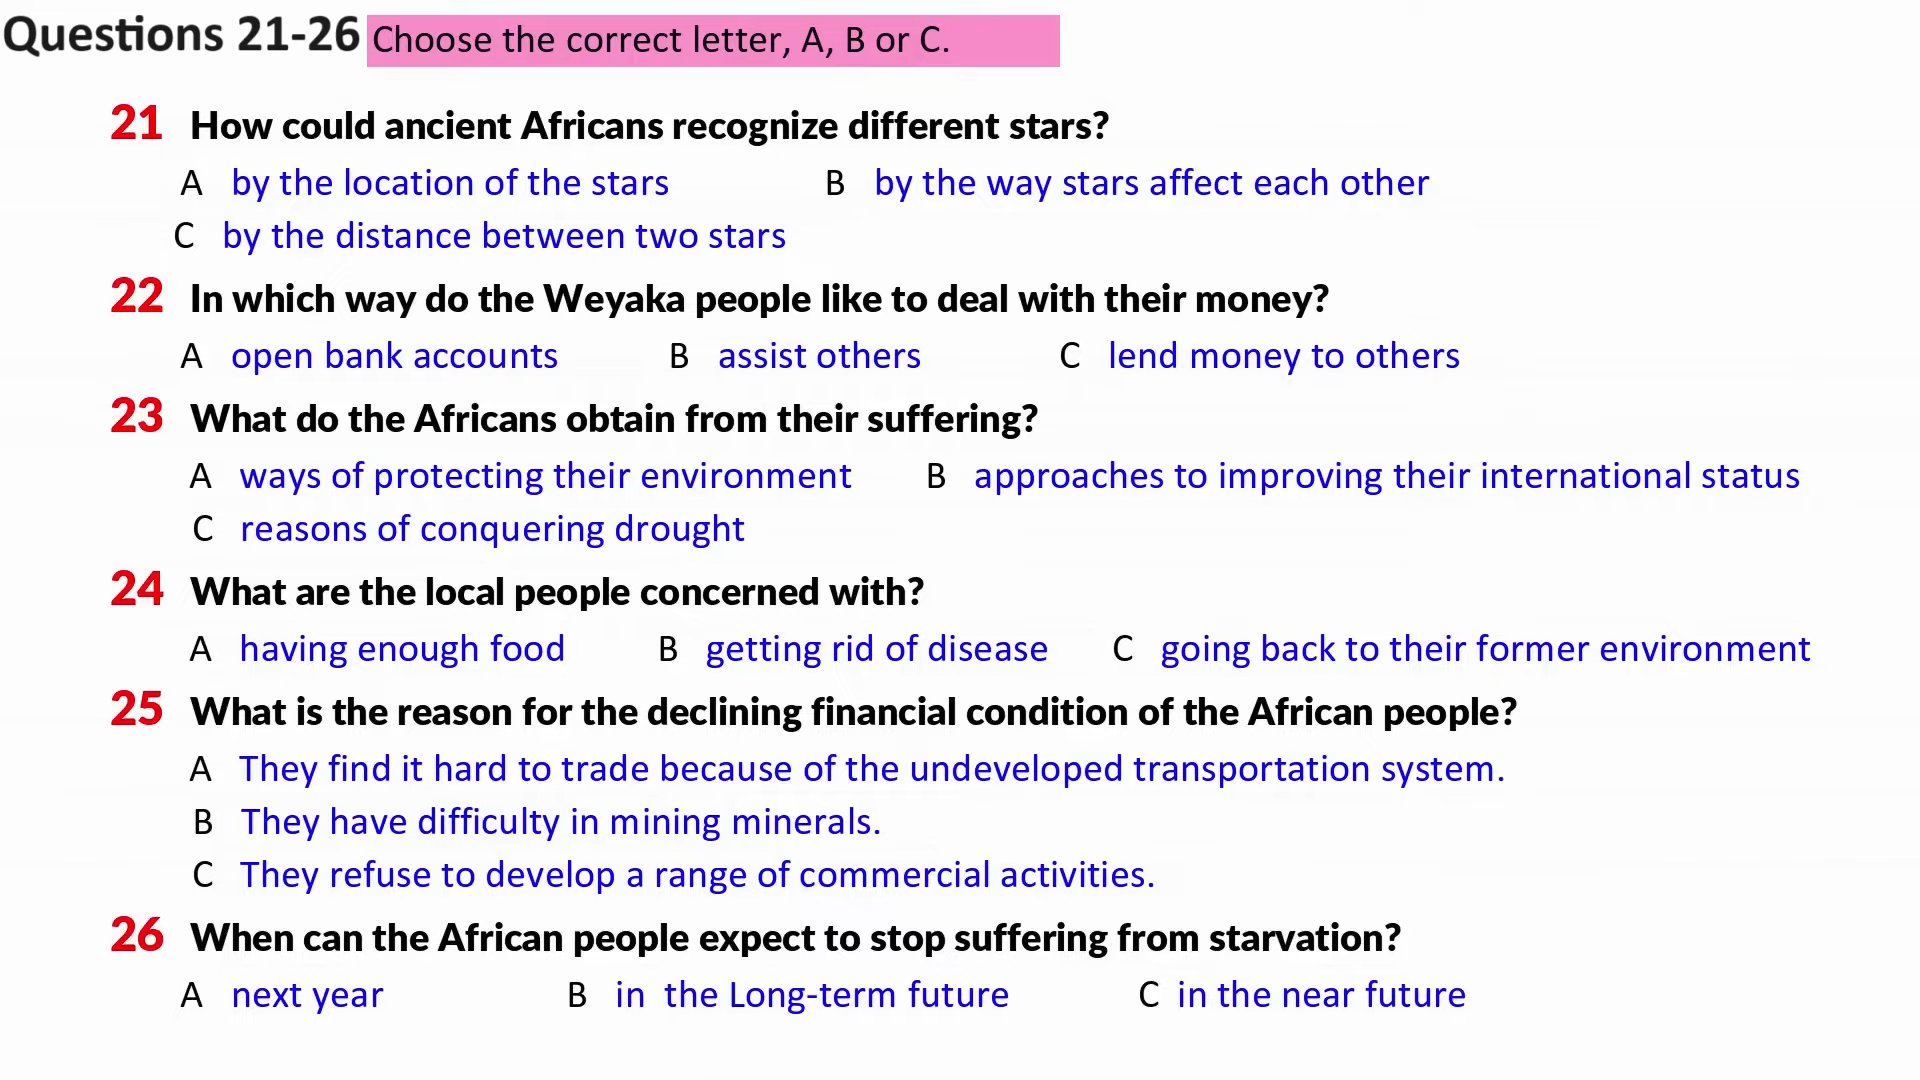 Questions 21-26 Choose the correct letter, A, B or C.
21 How could ancient Africans recognize different stars?
A by the location of the stars B by the way stars affect each other
C by the distance between two stars
22 In which way do the Weyaka people like to deal with their money?
A open bank accounts B assist others C lend money to others
23 What do the Africans obtain from their suffering?
A ways of protecting their environment B approaches to improving their international status
C reasons of conquering drought
24 What are the local people concerned with?
A having enough food B getting rid of disease C going back to their former environment
25 What is the reason for the declining financial condition of the African people?
A They find it hard to trade because of the undeveloped transportation system.
B They have difficulty in mining minerals.
C They refuse to develop a range of commercial activities.
26 When can the African people expect to stop suffering from starvation?
A next year B in the Long-term future C in the near future